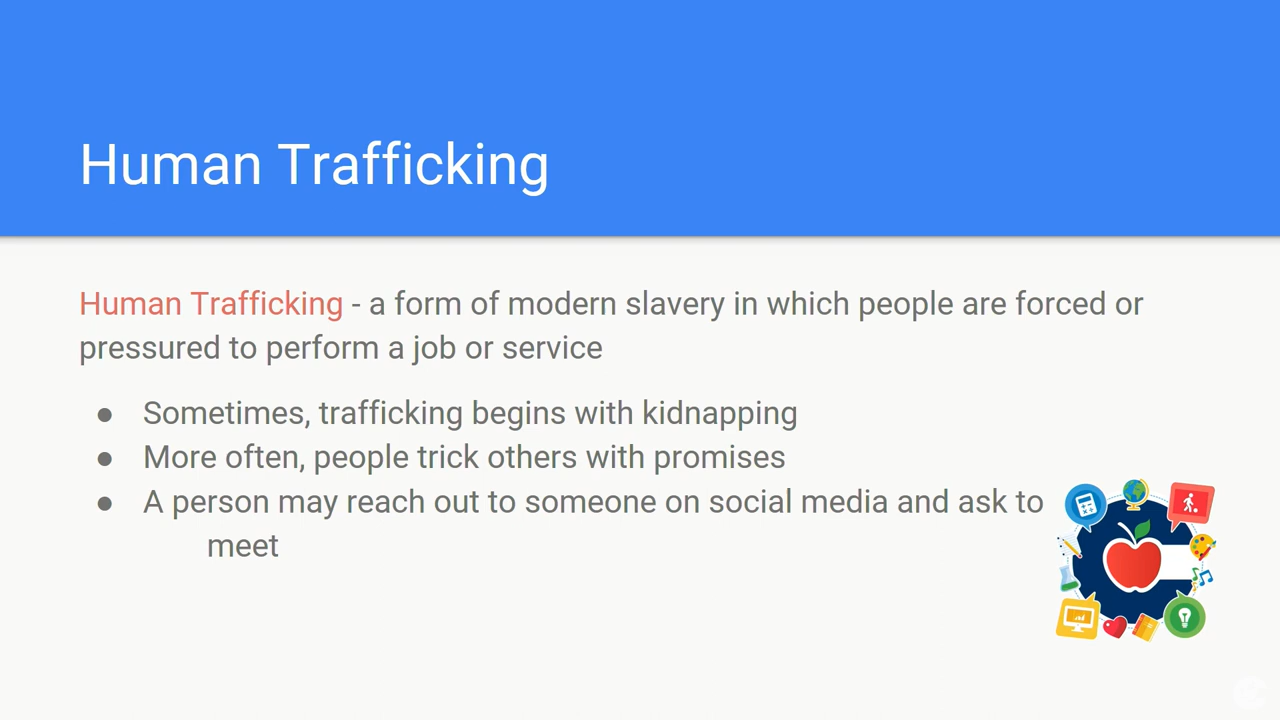 Human Trafficking
Human Trafficking - a form of modern slavery in which people are forced or
pressured to perform a job or service
● Sometimes, trafficking begins with kidnapping
● More often, people trick others with promises
● A person may reach out to someone on social media and ask to
meet